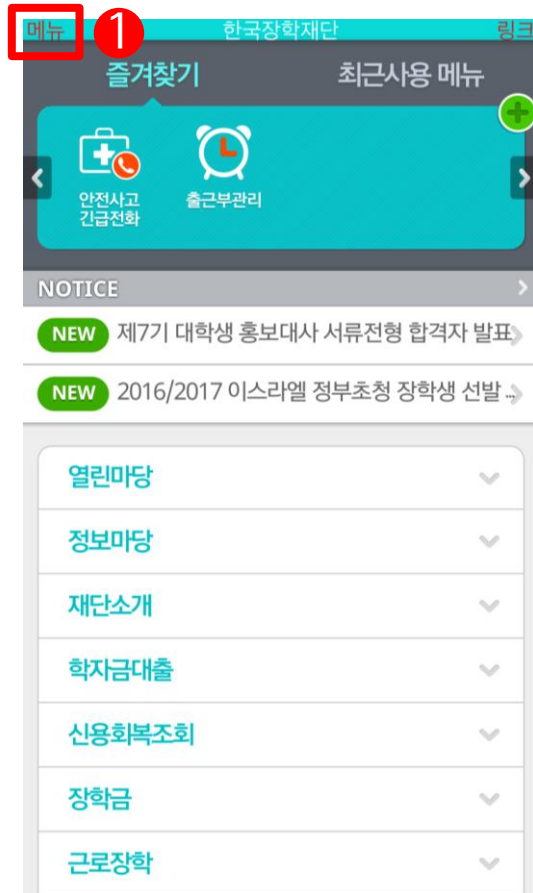 메뉴 1 한국장학재단 링크
즐겨찾기 최근사용 메뉴
안전사고
긴급전화
출근부관리
NOTICE
NEW 제7기 대학생 홍보대사 서류전형 합격자 발표
NEW 2016/2017 이스라엘 정부초청 장학생 선발 ...
열린마당
정보마당
재단소개
학자금대출
신용회복조회
장학금
근로장학